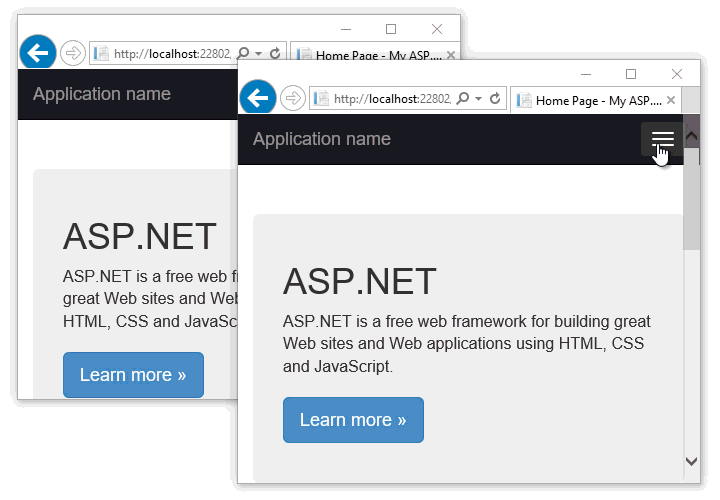 http://localhost:22802,
Home Page - My ASP....
Application name
ASP.NET
ASP.NET is a free web f
great Web sites and Web
HTML, CSS and JavaSc
Learn more »
http://localhost:22802,
Home Page - My ASP....
Application name
ASP.NET
ASP.NET is a free web framework for building great
Web sites and Web applications using HTML, CSS
and JavaScript.
Learn more »